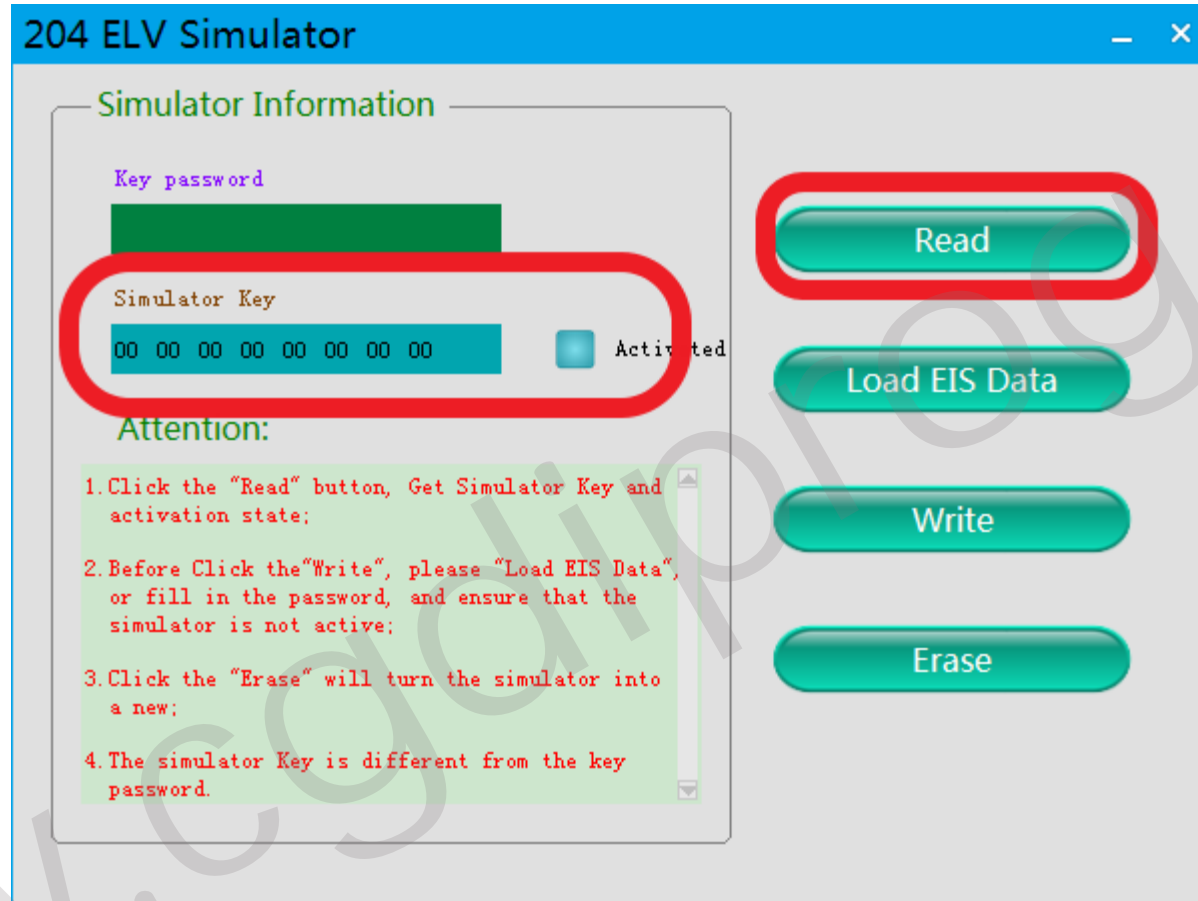 204 ELV Simulator
Simulator Information
Key password
Read
Simulator Key
00 00 00 00 00 00 00 00
Activated
Load EIS Data
Attention:
1.Click the "Read" button, Get Simulator Key and
activation state;
2.Before Click the"Write", please "Load EIS Data",
or fill in the password, and ensure that the
simulator is not active;
Write
3.Click the "Erase" will turn the simulator into
a new;
Erase
4.The simulator Key is different from the key
password.
y.cgdiprog